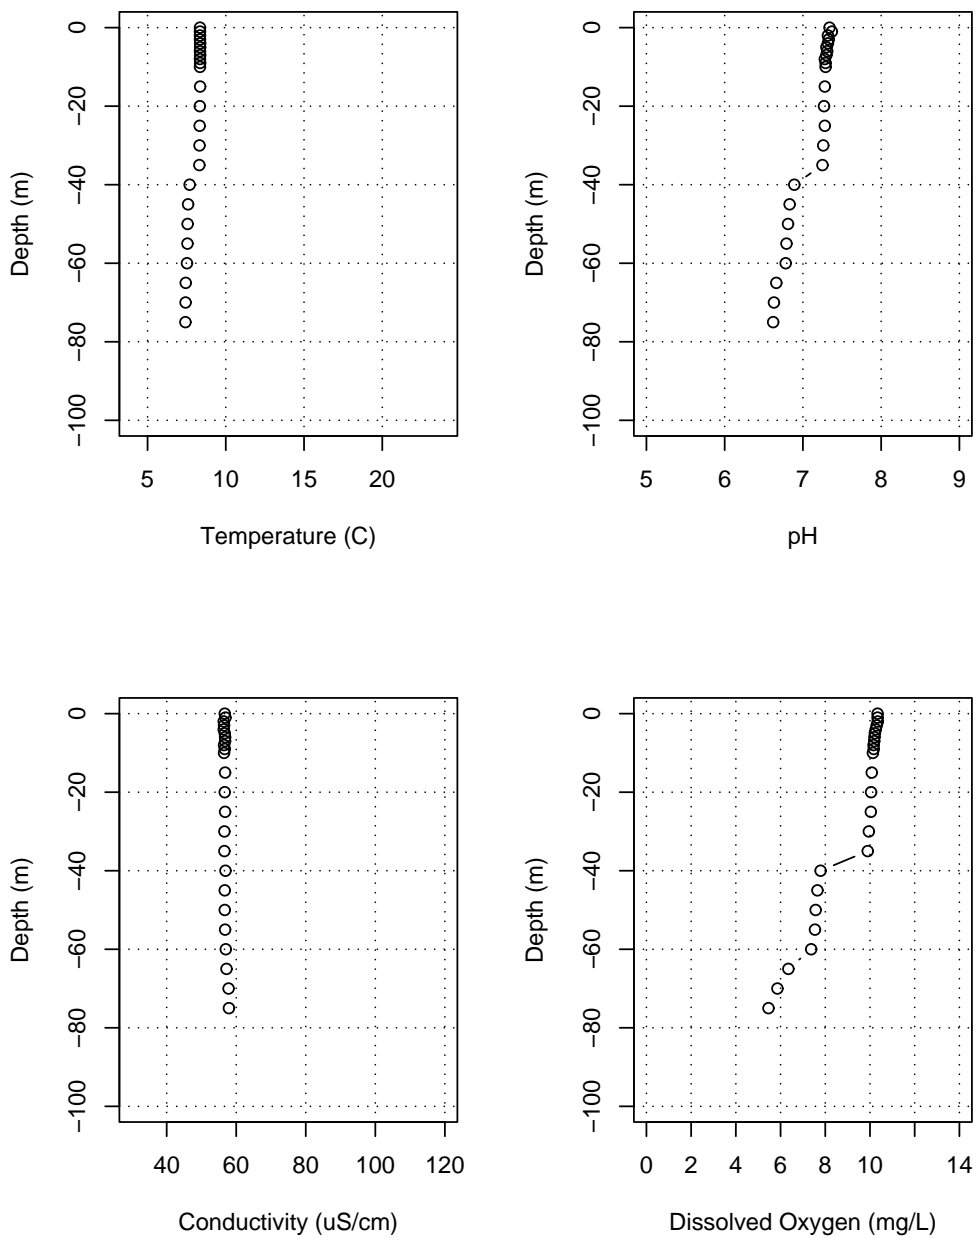 0
−20
−40
−60
−80
−100
Depth (m)
5 10 15 20
Temperature (C)
0
−20
−40
−60
−80
−100
Depth (m)
5 6 7 8 9
pH
0
−20
−40
−60
−80
−100
Depth (m)
40 60 80 100 120
Conductivity (uS/cm)
0
−20
−40
−60
−80
−100
Depth (m)
0 2 4 6 8 10 14
Dissolved Oxygen (mg/L)